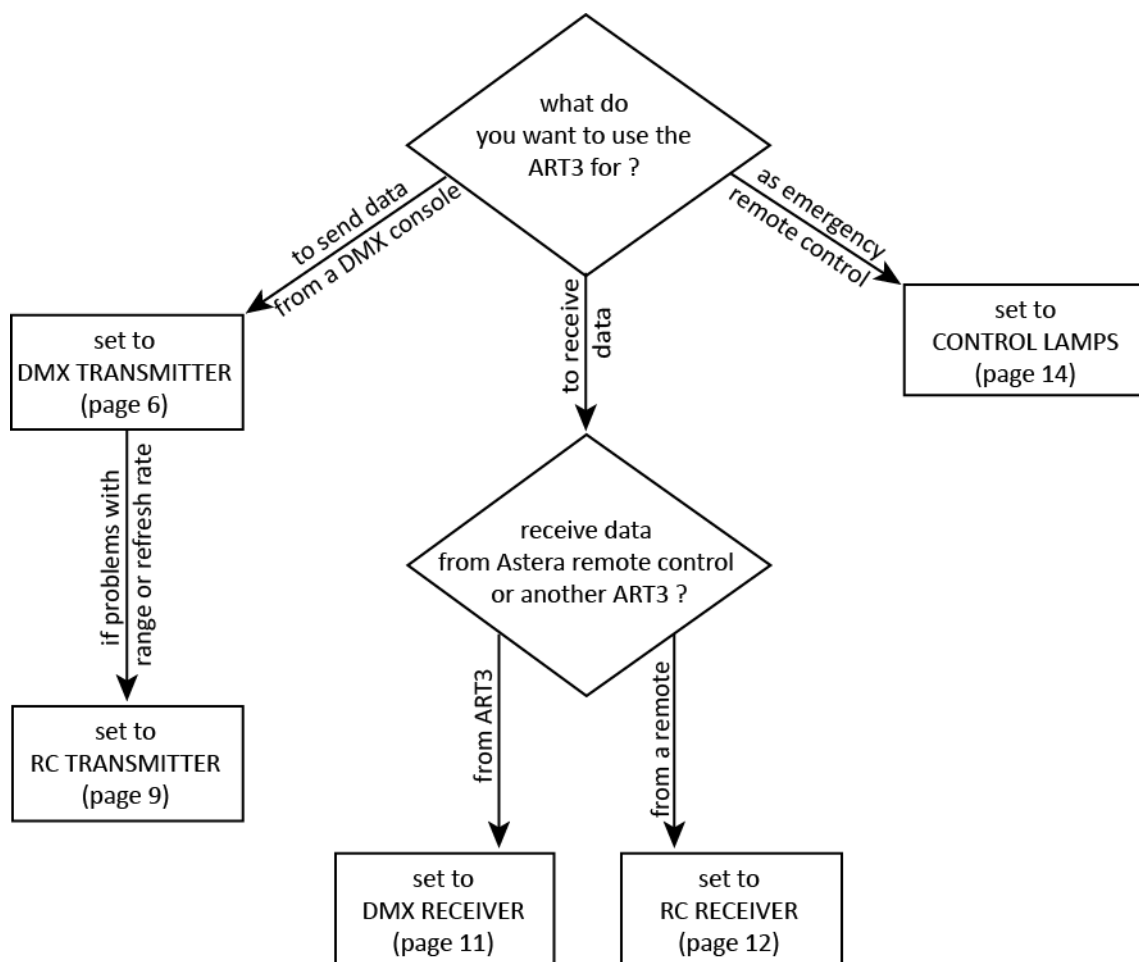 what do
you want to use the
ART3 for ?
to send data
from a DMX console
as emergency
remote control
to receive
data
set to
DMX TRANSMITTER
(page 6)
set to
CONTROL LAMPS
(page 14)
if problems with
range or refresh rate
receive data
from Astera remote control
or another ART3 ?
set to
RC TRANSMITTER
(page 9)
from ART3
from a remote
set to
DMX RECEIVER
(page 11)
set to
RC RECEIVER
(page 12)